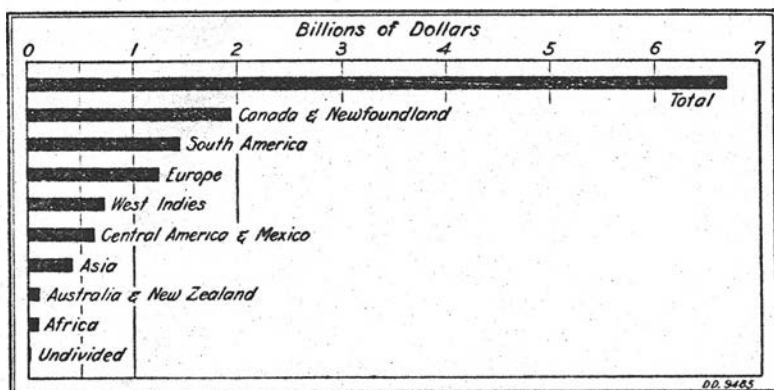 Billions of Dollars
0 1 2 3 4 5 6 7
Total
Canada & Newfoundland
South America
Europe
West Indies
Central America & Mexico
Asia
Australia & New Zealand
Africa
Undivided
D.D. 9485